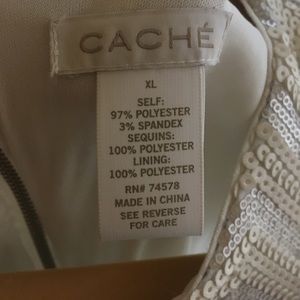 CACHÉ
XL
SELF:
97% POLYESTER
3% SPANDEX
SEQUINS:
100% POLYESTER
LINING:
100% POLYESTER
RN# 74578
MADE IN CHINA
SEE REVERSE
FOR CARE